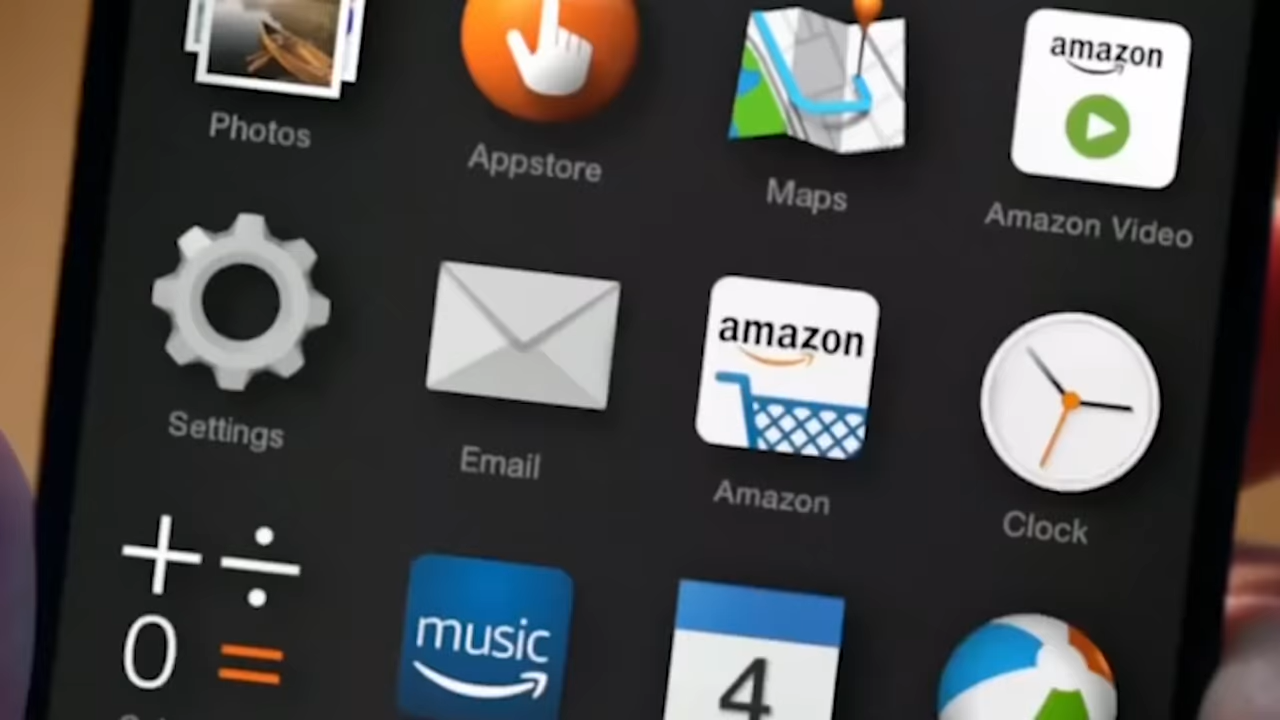 Photos
Appstore
amazon
Maps
Amazon Video
Settings
Email
amazon
Amazon
Clock
+ ÷
0 =
music
4